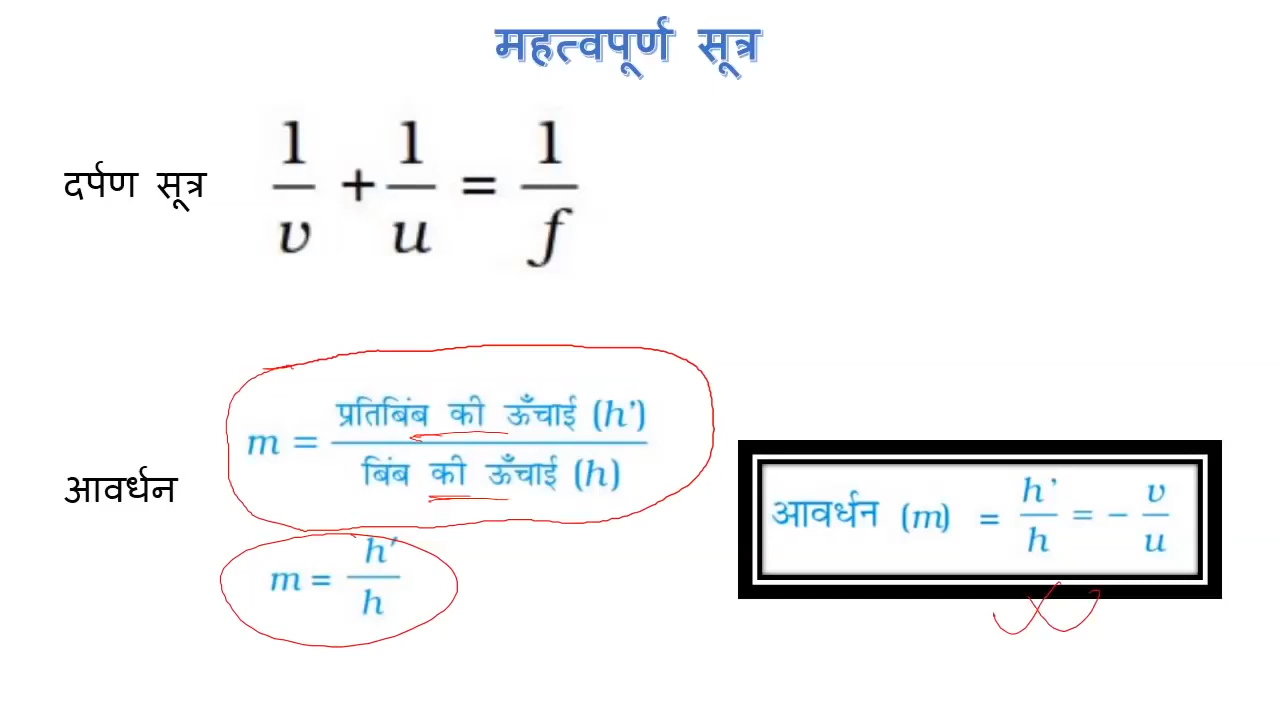 महत्वपूर्ण सूत्र
दर्पण सूत्र 1/v + 1/u = 1/f
आवर्धन m = प्रतिबिंब की ऊँचाई (h') / बिंब की ऊँचाई (h)
m = h'/h
आवर्धन (m) = h'/h = - v/u